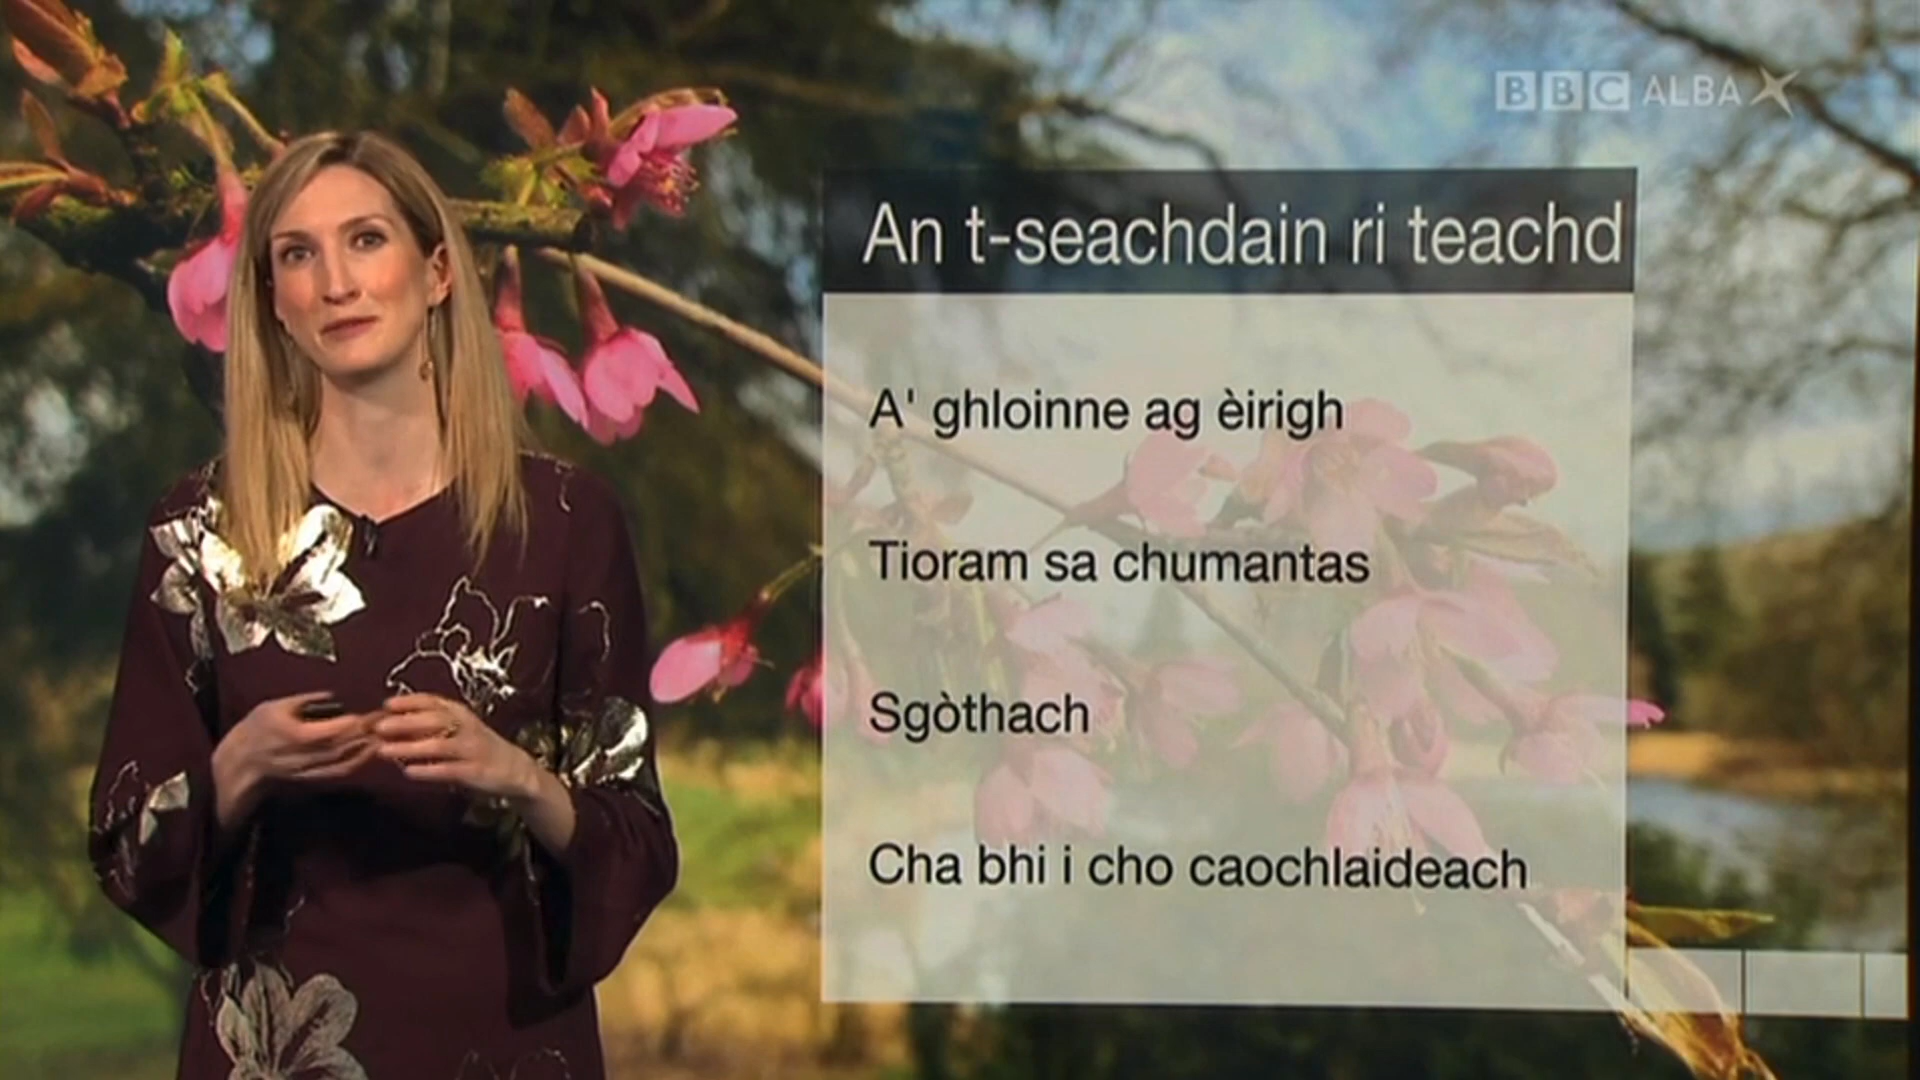 BBC ALBA
An t-seachdain ri teachd
A' ghloinne ag èirigh
Tioram sa chumantas
Sgòthach
Cha bhi i cho caochlaideach